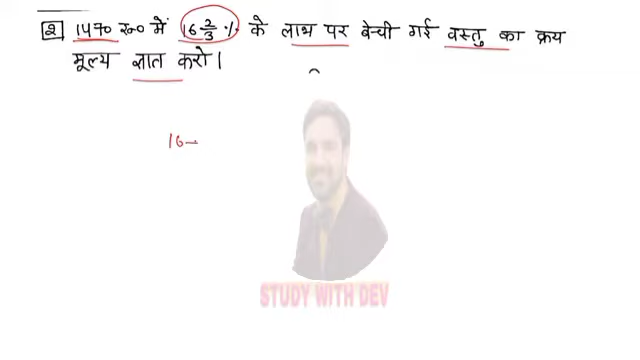 2 1470 रू० में 16 2/3 % के लाभ पर बेची गई वस्तु का क्रय
मूल्य ज्ञात करो।
16
STUDY WITH DEV